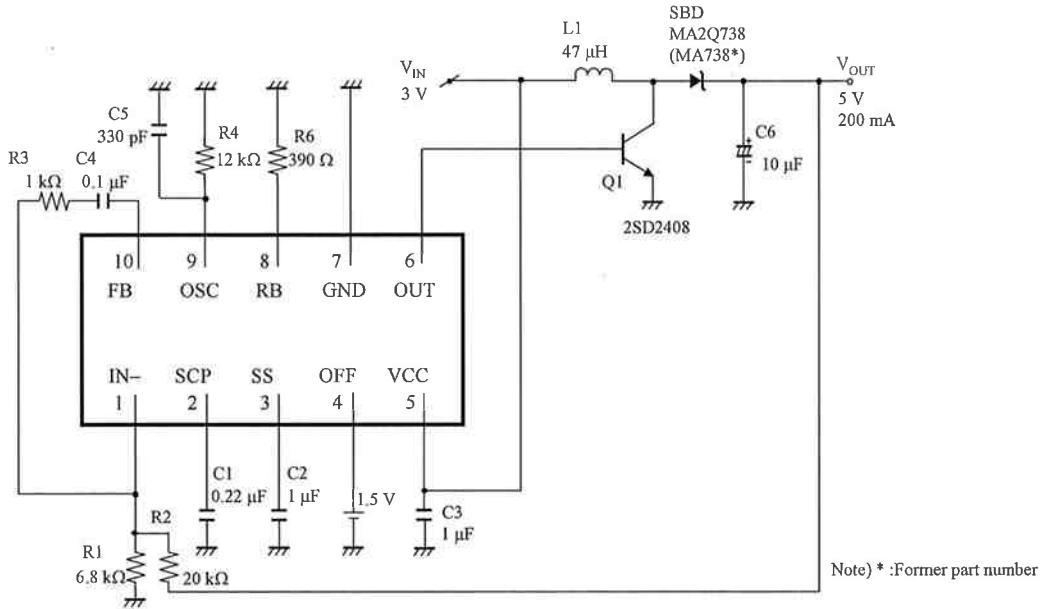 SBD
MA2Q738
(MA738*)
L1
47 µH
V_IN
3 V
V_OUT
5 V
200 mA
C5
330 pF
R4
12 kΩ
R6
390 Ω
C6
+
10 µF
−
R3
1 kΩ
C4
0.1 µF
Q1
2SD2408
10
9
8
7
6
FB
OSC
RB
GND
OUT
IN−
SCP
SS
OFF
VCC
1
2
3
4
5
C1
0.22 µF
C2
1 µF
1.5 V
C3
1 µF
R2
20 kΩ
R1
6.8 kΩ
Note) * :Former part number